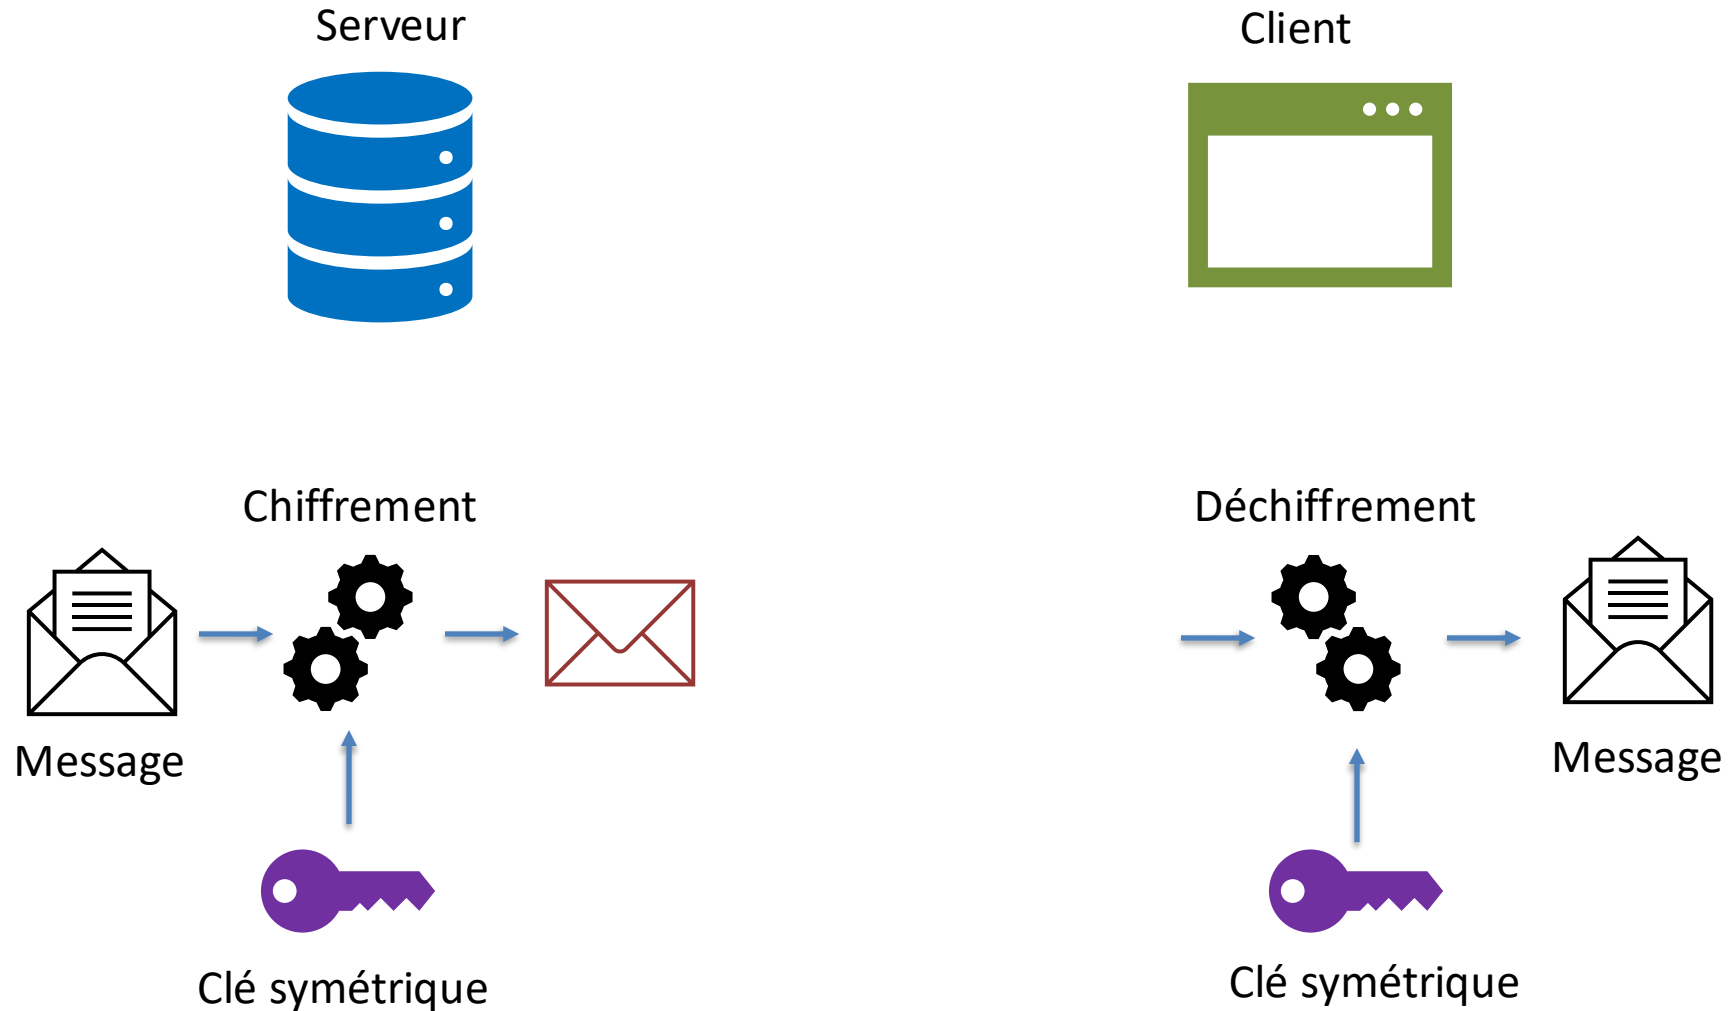 Serveur
Client
Chiffrement
Déchiffrement
Message
Message
Clé symétrique
Clé symétrique